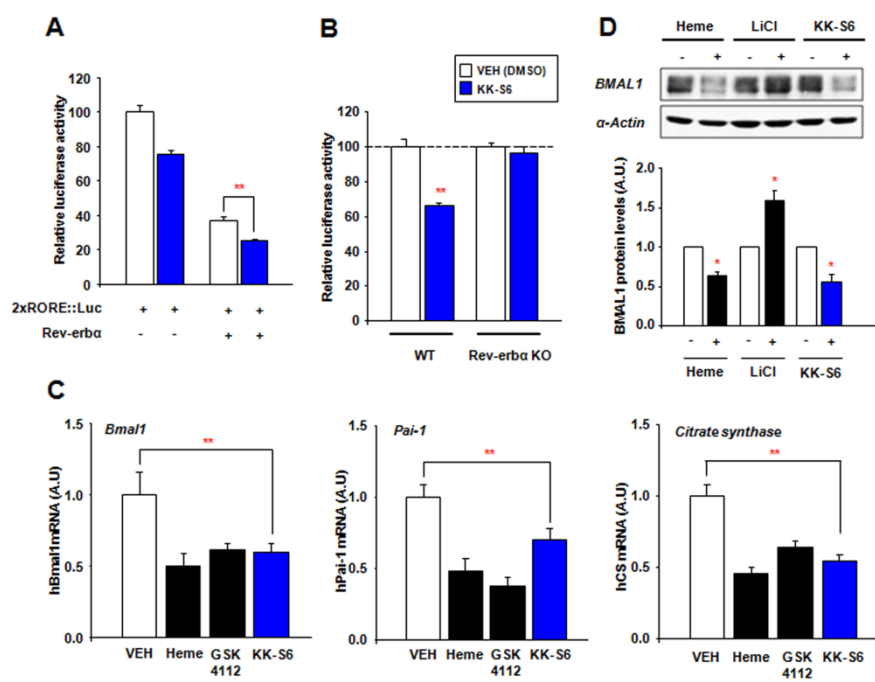 A
Relative luciferase activity
120
100
80
60
40
20
2xRORE::Luc + + + +
Rev-erbα - - + +
**
B
VEH (DMSO)
KK-S6
Relative luciferase activity
120
100
80
60
40
20
0
**
WT Rev-erbα KO
D
Heme LiCl KK-S6
- + - + - +
BMAL1
α-Actin
BMAL1 protein levels (A.U.)
2.0
1.5
1.0
0.5
0.0
* * *
- + - + - +
Heme LiCl KK-S6
C
Bmal1
hBmal1mRNA (A.U)
1.5
1.0
0.5
0.0
**
VEH Heme GSK KK-S6
4112
Pai-1
hPai-1 mRNA (A.U)
1.5
1.0
0.5
0.0
**
VEH Heme GSK KK-S6
4112
Citrate synthase
hCS mRNA (A.U)
1.5
1.0
0.5
0.0
**
VEH Heme GSK KK-S6
4112